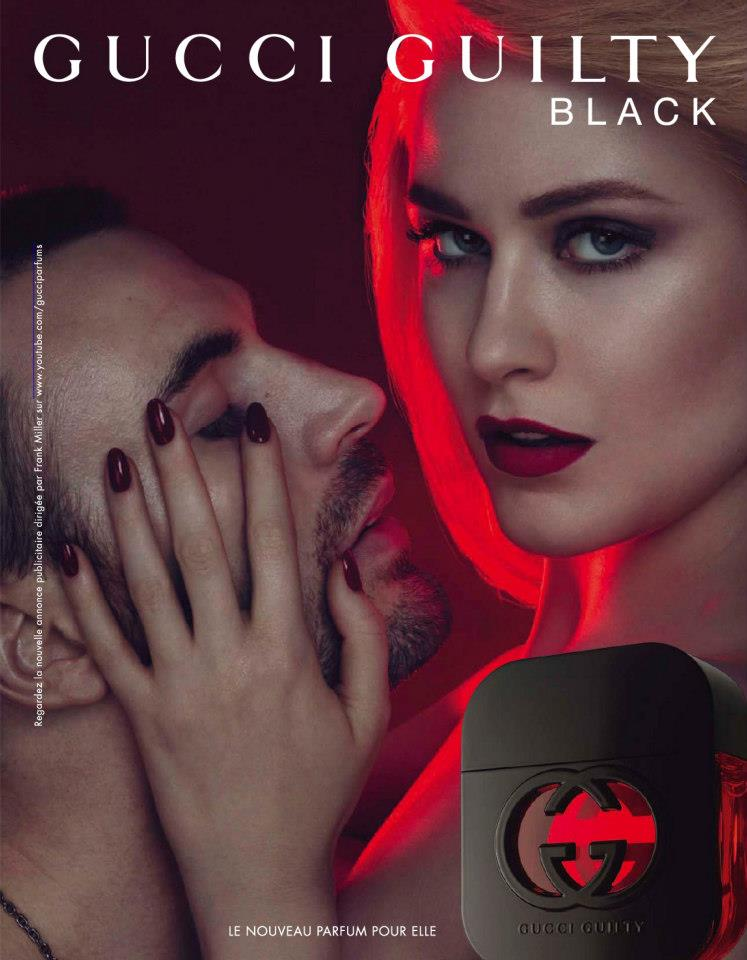 GUCCI GUILTY
BLACK
Regardez la nouvelle annonce publicitaire dirigée par Frank Miller sur www.youtube.com/gucciparfums
GUCCI GUILTY
LE NOUVEAU PARFUM POUR ELLE